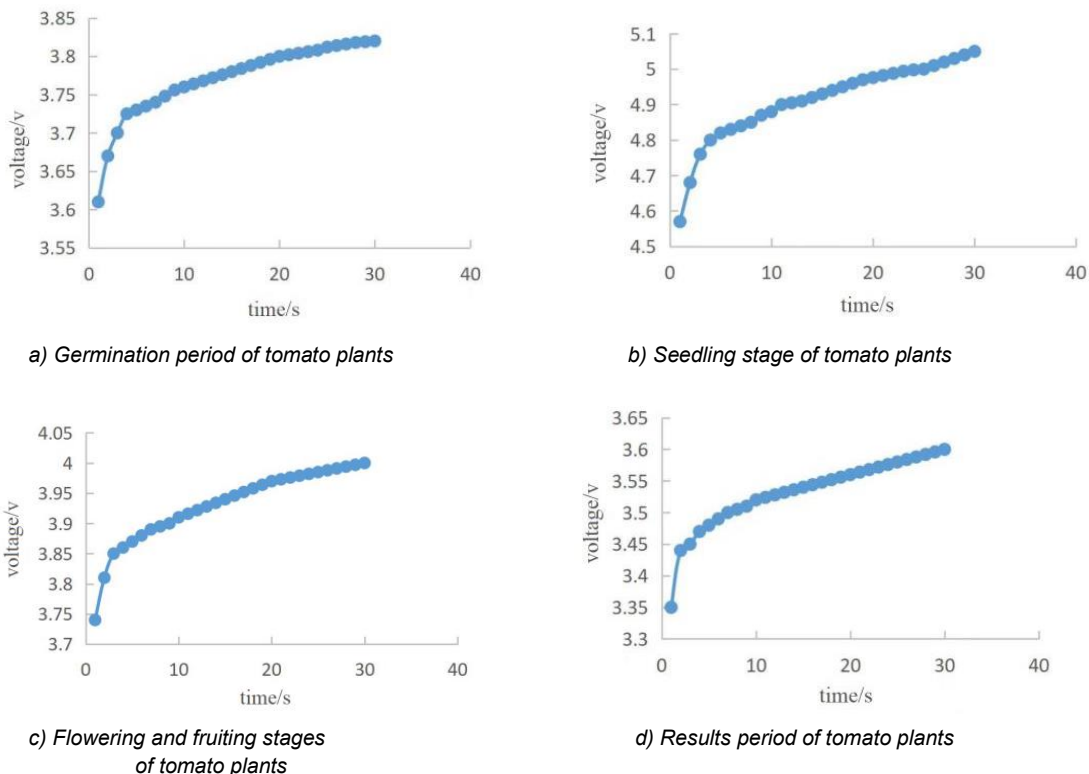 3.85
3.8
3.75
3.7
3.65
3.6
3.55
voltage/v
0 10 20 30 40
time/s
a) Germination period of tomato plants
5.1
5
4.9
4.8
4.7
4.6
4.5
voltage/v
0 10 20 30 40
time/s
b) Seedling stage of tomato plants
4.05
4
3.95
3.9
3.85
3.8
3.75
3.7
voltage/v
0 10 20 30 40
time/s
c) Flowering and fruiting stages
of tomato plants
3.65
3.6
3.55
3.5
3.45
3.4
3.35
3.3
voltage/v
0 10 20 30 40
time/s
d) Results period of tomato plants